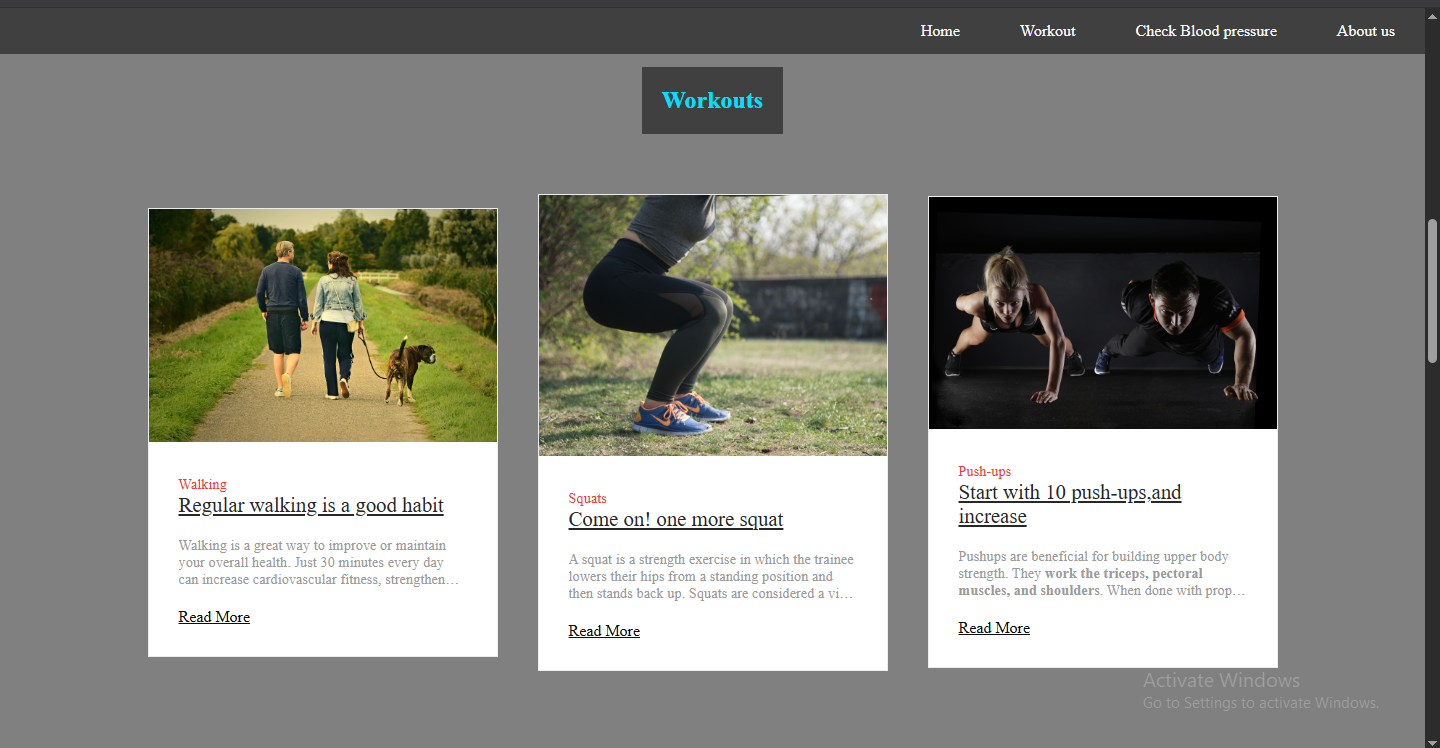 Home Workout Check Blood pressure About us
Workouts
Walking
Regular walking is a good habit
Walking is a great way to improve or maintain
your overall health. Just 30 minutes every day
can increase cardiovascular fitness, strengthen…
Read More
Squats
Come on! one more squat
A squat is a strength exercise in which the trainee
lowers their hips from a standing position and
then stands back up. Squats are considered a vi…
Read More
Push-ups
Start with 10 push-ups,and
increase
Pushups are beneficial for building upper body
strength. They work the triceps, pectoral
muscles, and shoulders. When done with prop…
Read More
Activate Windows
Go to Settings to activate Windows.